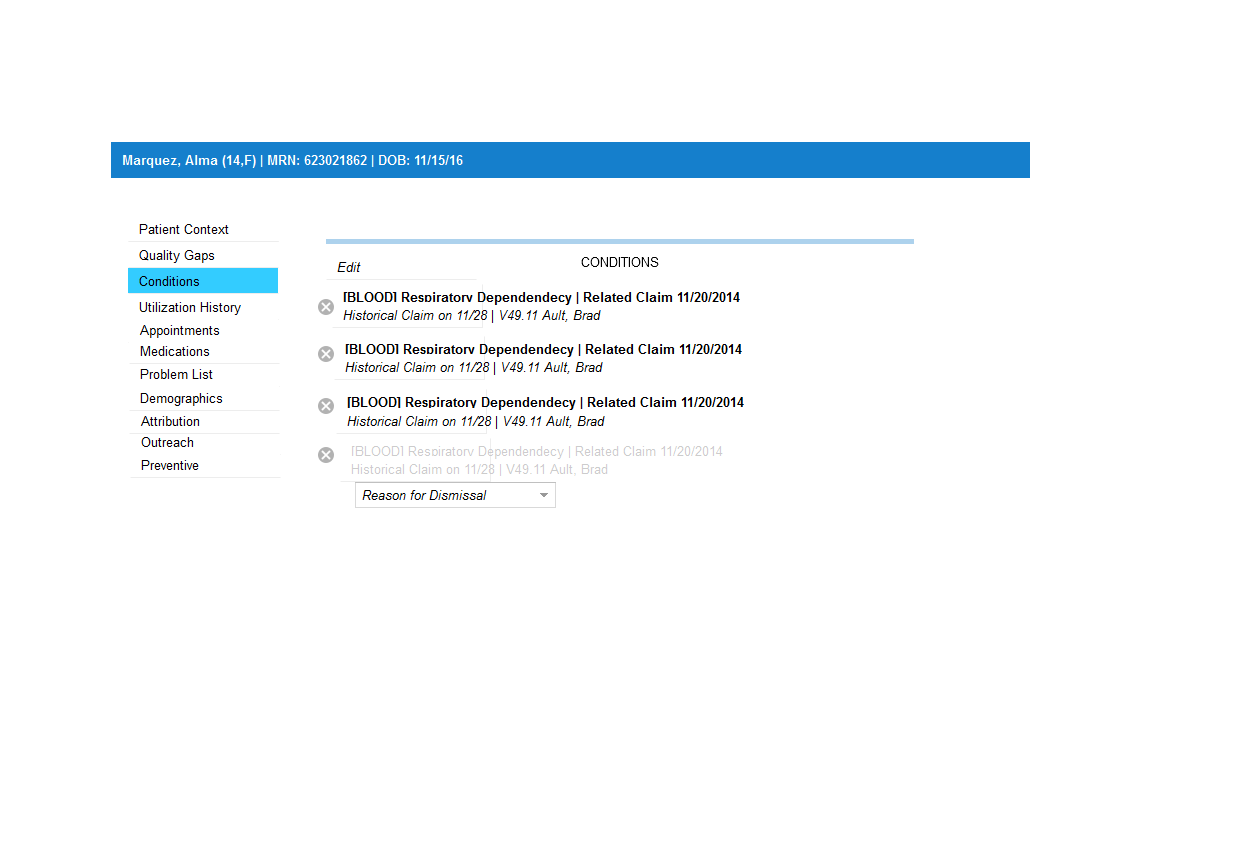 Marquez, Alma (14,F) | MRN: 623021862 | DOB: 11/15/16
Patient Context
Quality Gaps
Conditions
Utilization History
Appointments
Medications
Problem List
Demographics
Attribution
Outreach
Preventive
CONDITIONS
Edit
[BLOOD] Respiratory Dependendecy | Related Claim 11/20/2014
Historical Claim on 11/28 | V49.11 Ault, Brad
[BLOOD] Respiratory Dependendecy | Related Claim 11/20/2014
Historical Claim on 11/28 | V49.11 Ault, Brad
[BLOOD] Respiratory Dependendecy | Related Claim 11/20/2014
Historical Claim on 11/28 | V49.11 Ault, Brad
[BLOOD] Respiratory Dependendecy | Related Claim 11/20/2014
Historical Claim on 11/28 | V49.11 Ault, Brad
Reason for Dismissal